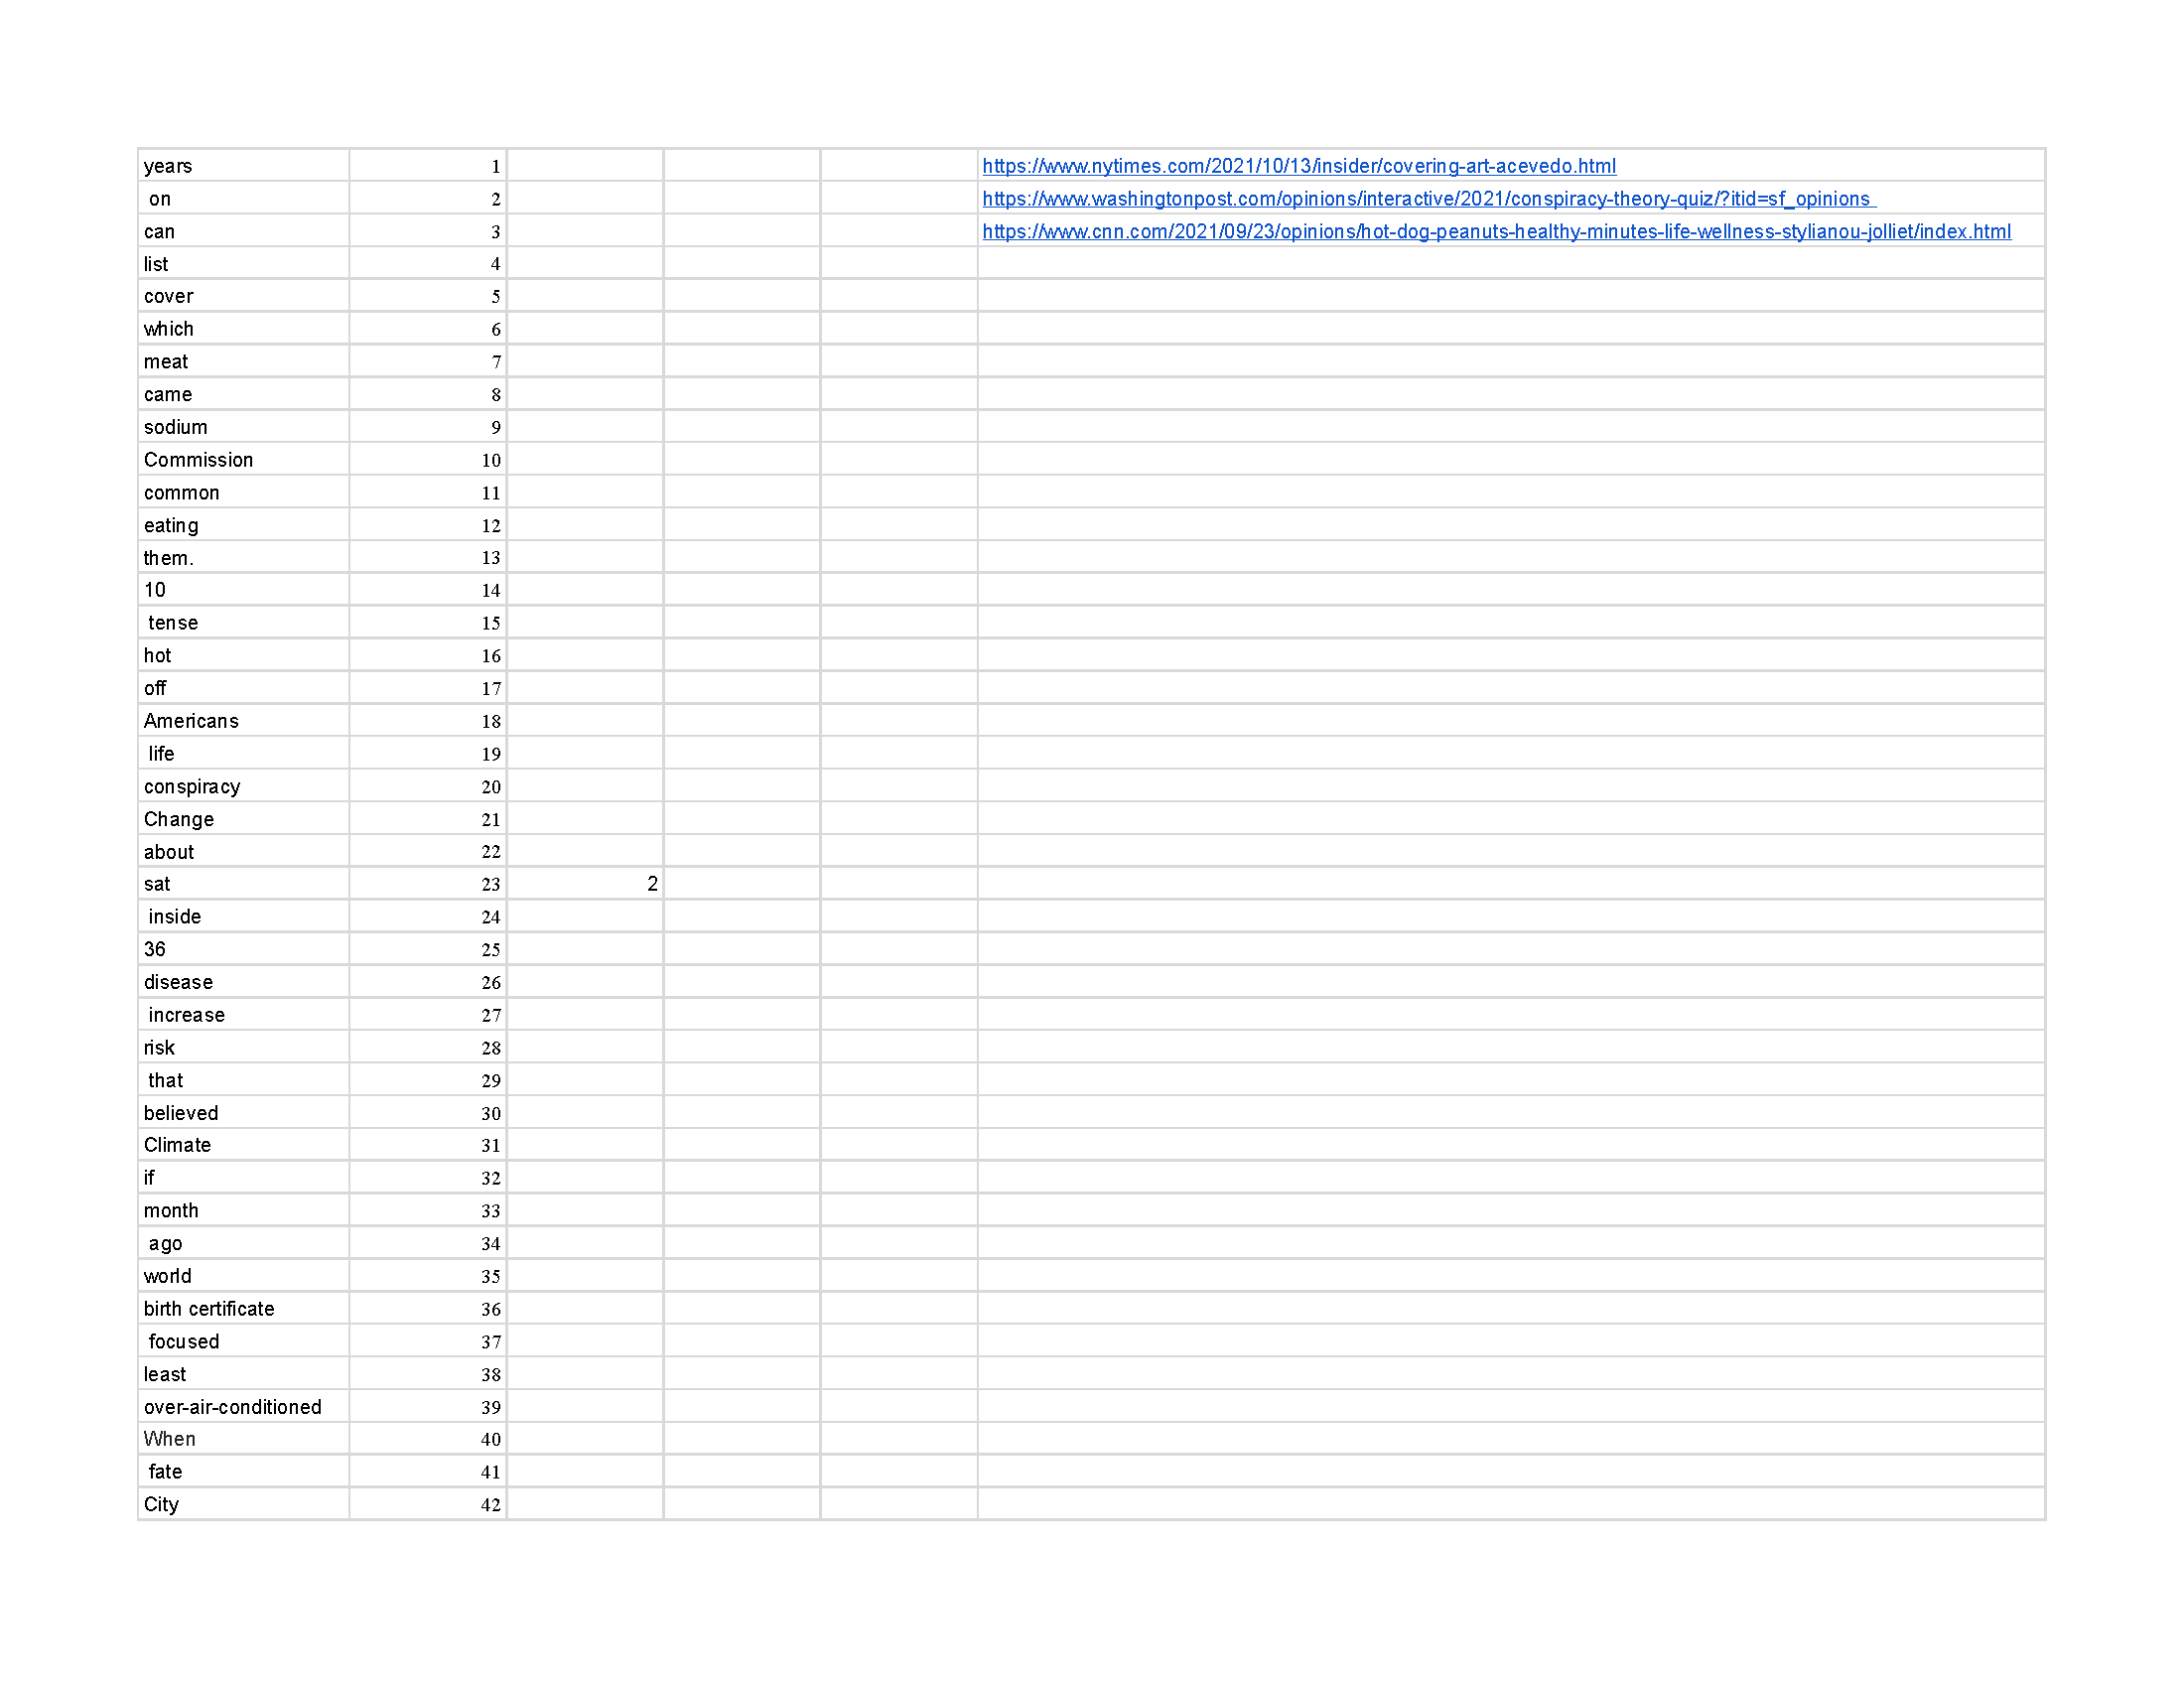 years 1 https://www.nytimes.com/2021/10/13/insider/covering-art-acevedo.html
on 2 https://www.washingtonpost.com/opinions/interactive/2021/conspiracy-theory-quiz/?itid=sf_opinions
can 3 https://www.cnn.com/2021/09/23/opinions/hot-dog-peanuts-healthy-minutes-life-wellness-stylianou-jolliet/index.html
list 4
cover 5
which 6
meat 7
came 8
sodium 9
Commission 10
common 11
eating 12
them. 13
10 14
tense 15
hot 16
off 17
Americans 18
life 19
conspiracy 20
Change 21
about 22
sat 23 2
inside 24
36 25
disease 26
increase 27
risk 28
that 29
believed 30
Climate 31
if 32
month 33
ago 34
world 35
birth certificate 36
focused 37
least 38
over-air-conditioned 39
When 40
fate 41
City 42